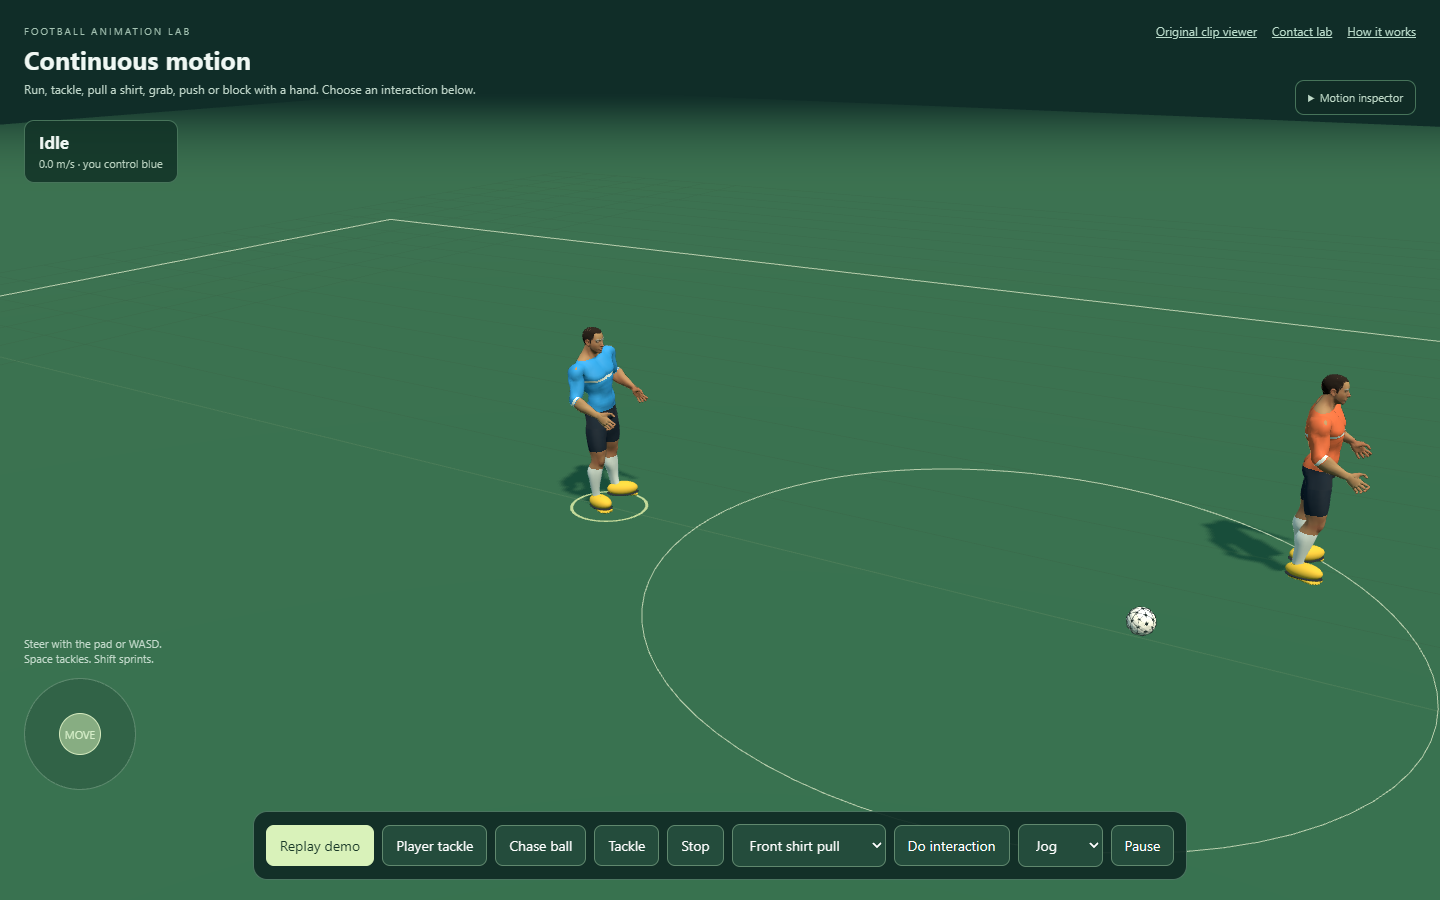 FOOTBALL ANIMATION LAB
Continuous motion
Run, tackle, pull a shirt, grab, push or block with a hand. Choose an interaction below.
Original clip viewer
Contact lab
How it works
Motion inspector
Idle
0.0 m/s · you control blue
Steer with the pad or WASD.
Space tackles. Shift sprints.
MOVE
Replay demo
Player tackle
Chase ball
Tackle
Stop
Front shirt pull
Do interaction
Jog
Pause